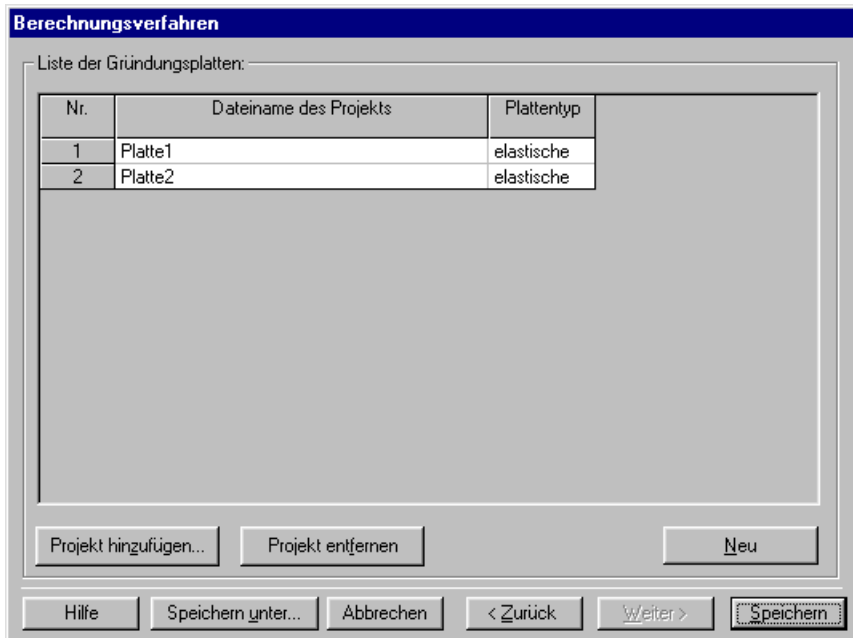 Berechnungsverfahren
Liste der Gründungsplatten:
Nr. Dateiname des Projekts Plattentyp
1 Platte1 elastische
2 Platte2 elastische
Projekt hinzufügen... Projekt entfernen Neu
Hilfe Speichern unter... Abbrechen < Zurück Weiter > Speichern